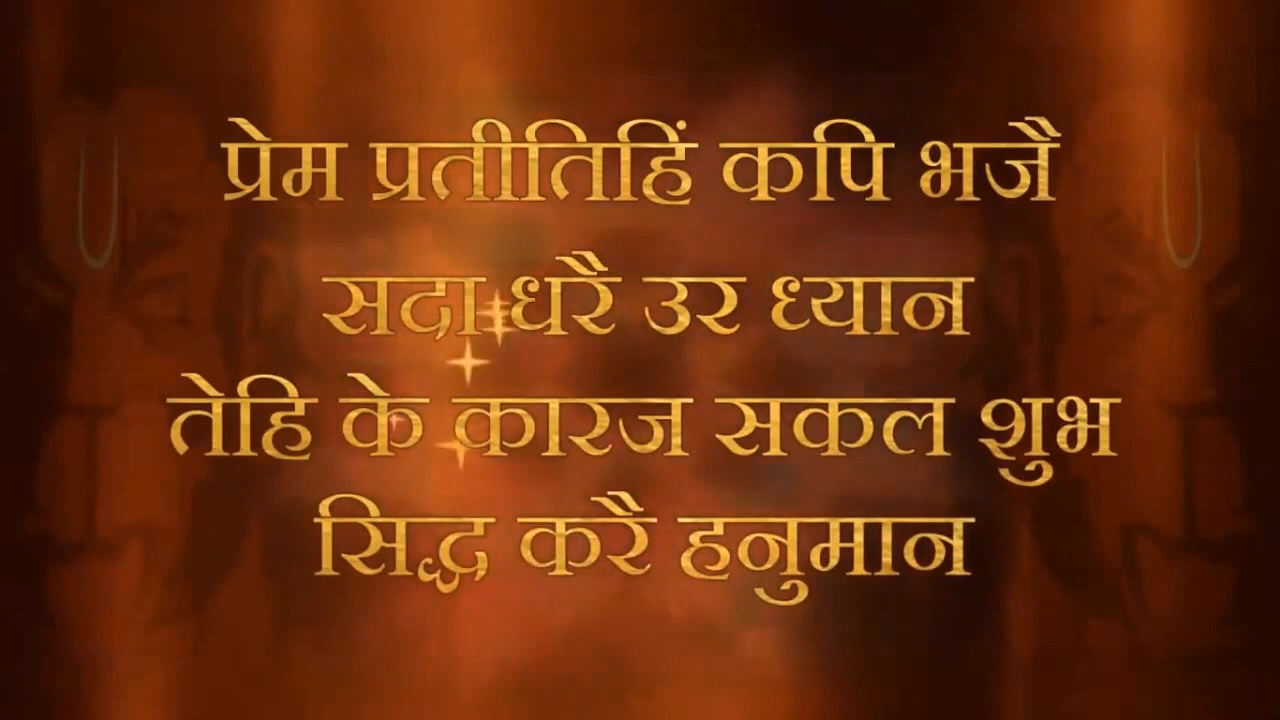 प्रेम प्रतीतिहिं कपि भजै
सदा धरै उर ध्यान
तेहि के कारज सकल शुभ
सिद्ध करै हनुमान